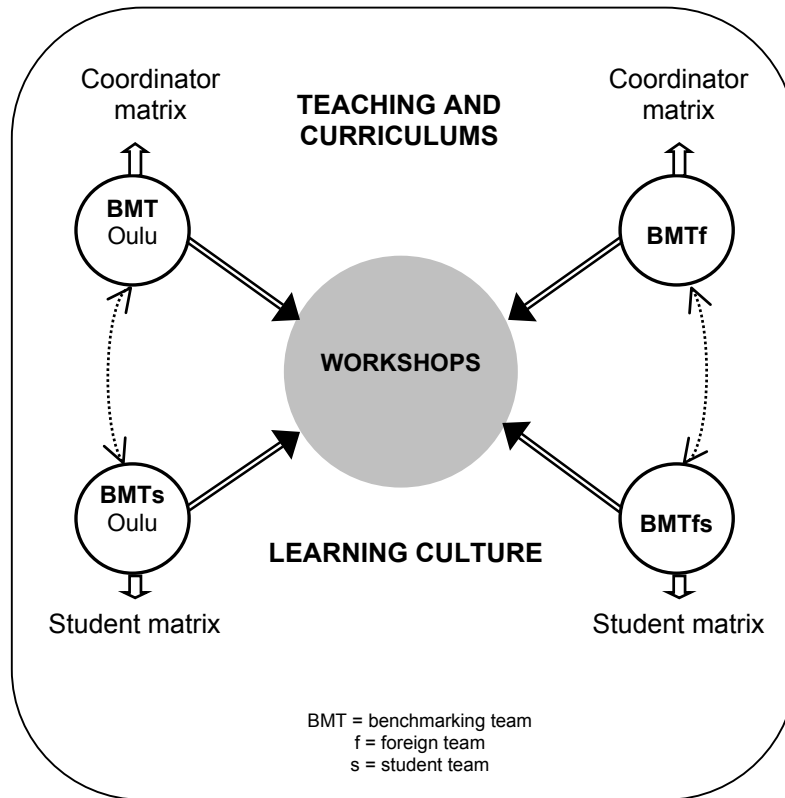 Coordinator
matrix
TEACHING AND
CURRICULUMS
Coordinator
matrix
BMT
Oulu
BMTf
WORKSHOPS
BMTs
Oulu
BMTfs
LEARNING CULTURE
Student matrix
Student matrix
BMT = benchmarking team
f = foreign team
s = student team